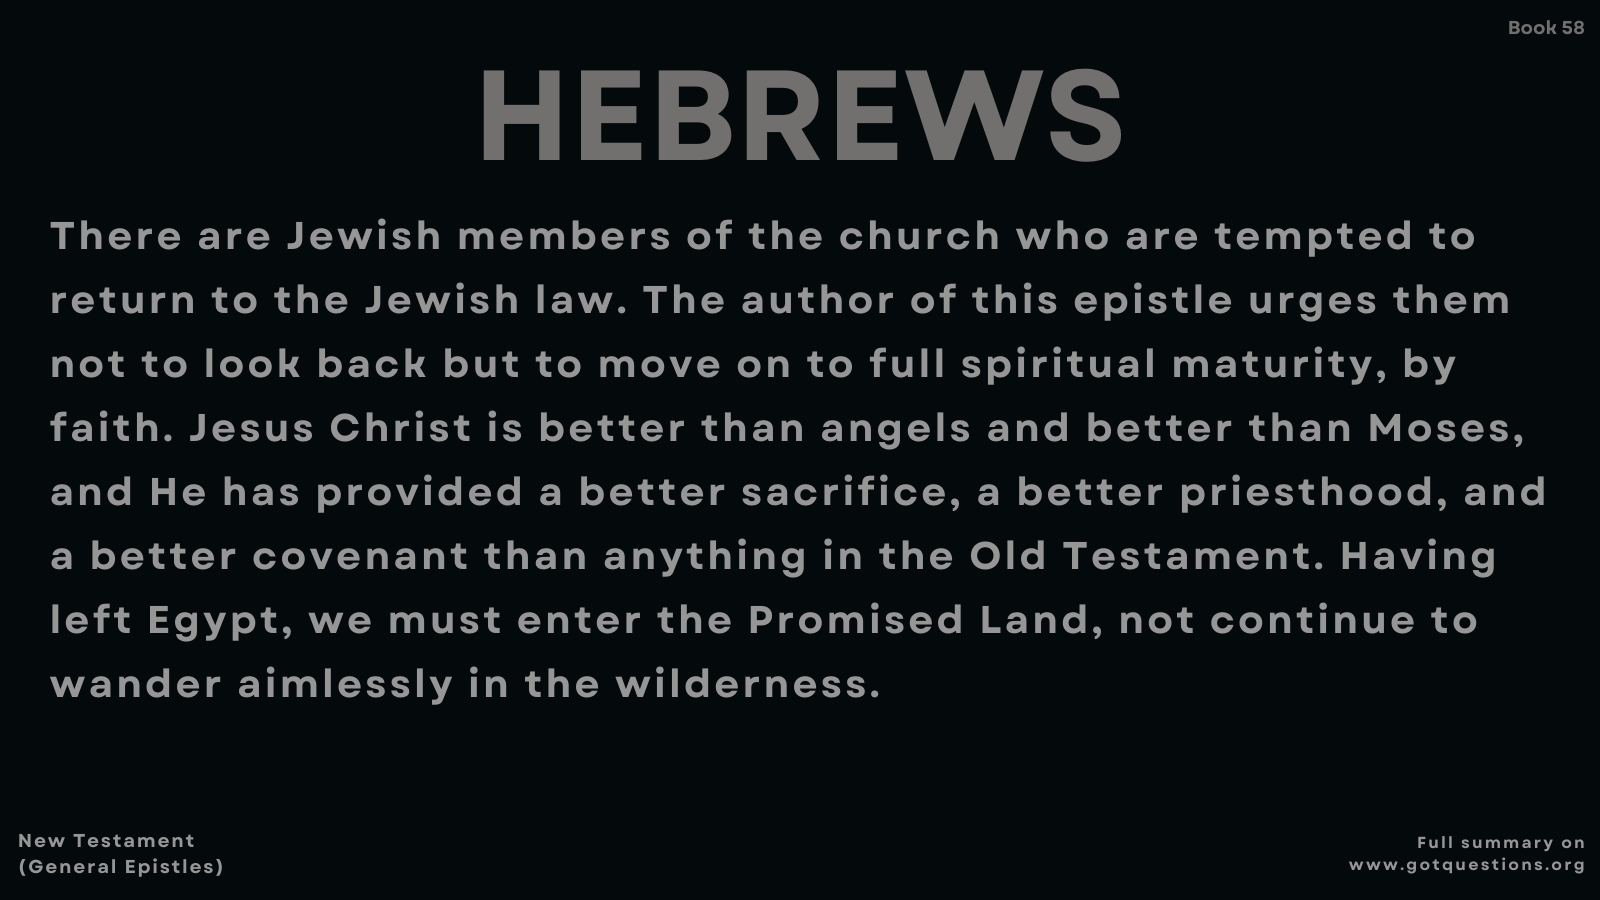 Book 58
HEBREWS
There are Jewish members of the church who are tempted to
return to the Jewish law. The author of this epistle urges them
not to look back but to move on to full spiritual maturity, by
faith. Jesus Christ is better than angels and better than Moses,
and He has provided a better sacrifice, a better priesthood, and
a better covenant than anything in the Old Testament. Having
left Egypt, we must enter the Promised Land, not continue to
wander aimlessly in the wilderness.
New Testament
(General Epistles)
Full summary on
www.gotquestions.org